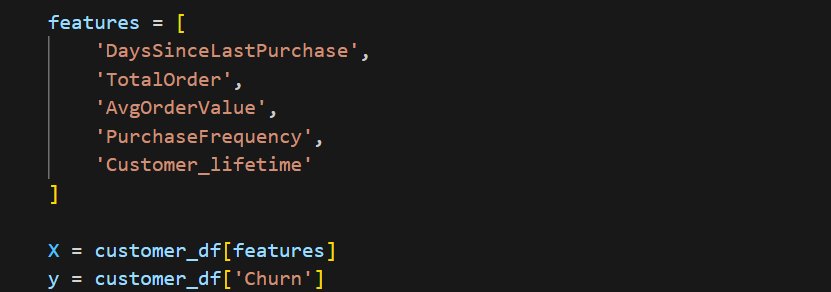 features = [
    'DaysSinceLastPurchase',
    'TotalOrder',
    'AvgOrderValue',
    'PurchaseFrequency',
    'Customer_lifetime'
]
X = customer_df[features]
y = customer_df['Churn']